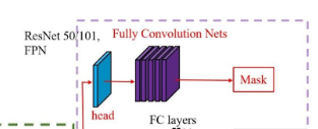 ResNet 50/101,
FPN
Fully Convolution Nets
Mask
head
FC layers